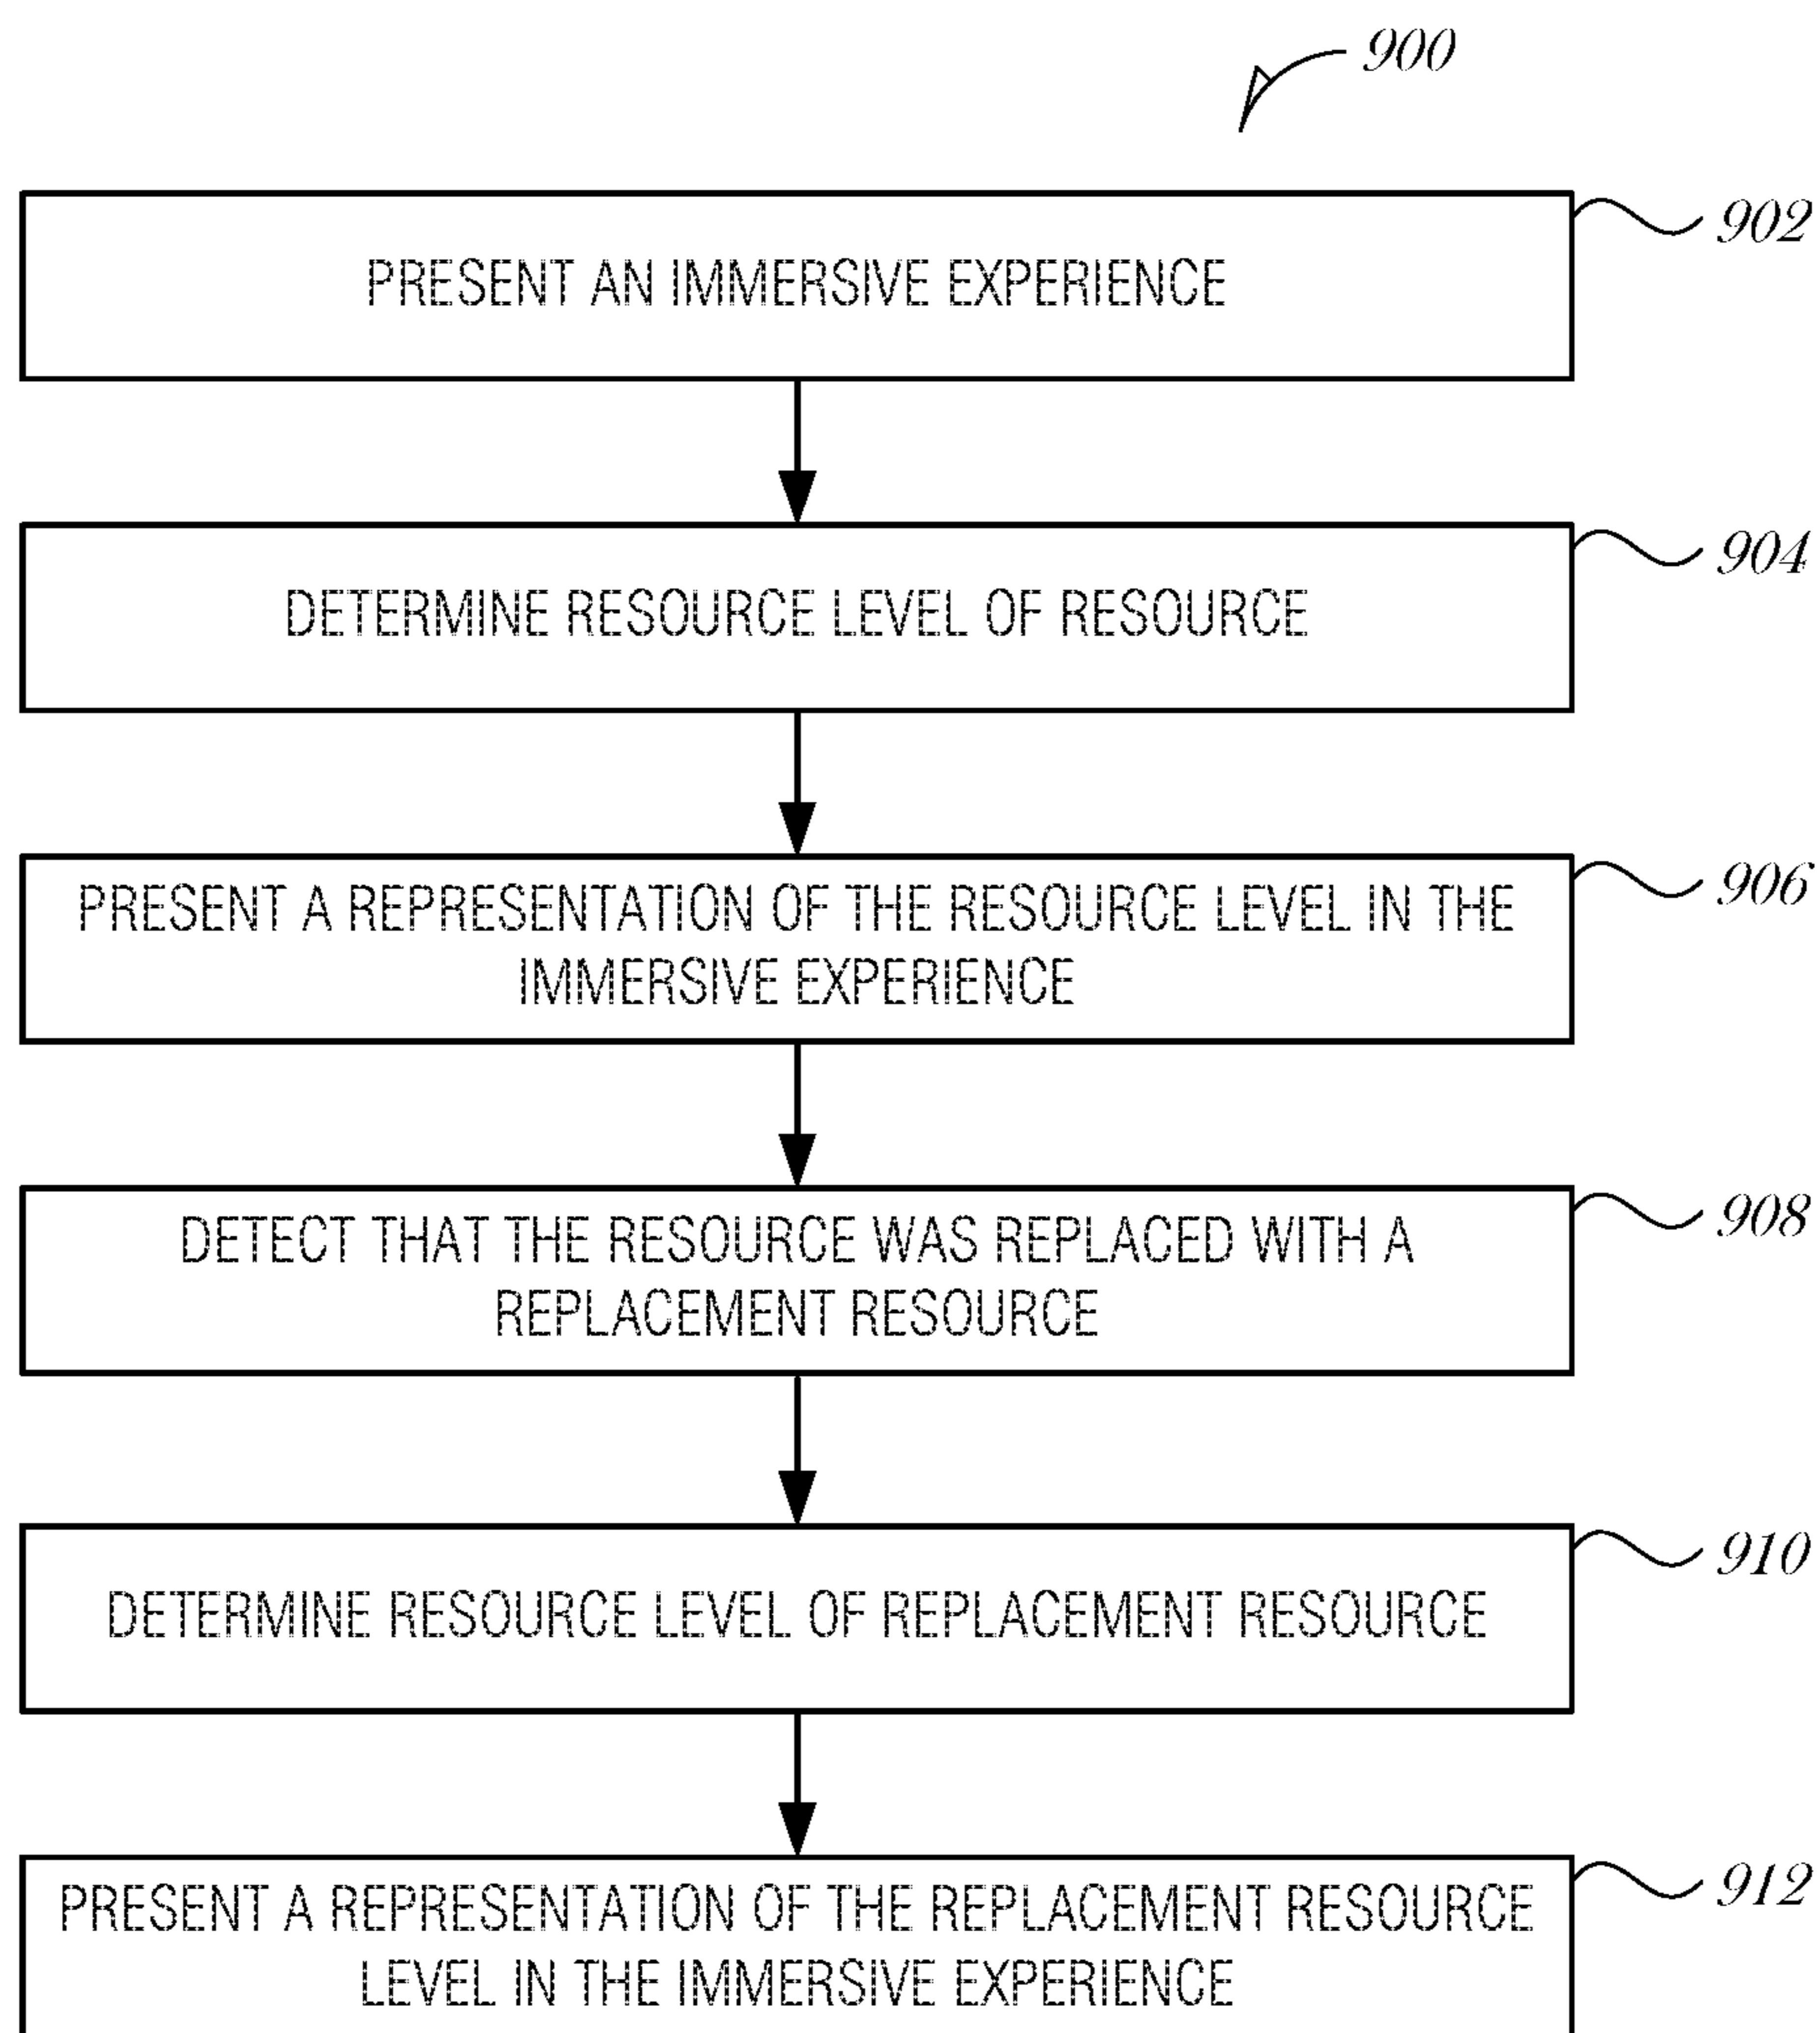 900
902
PRESENT AN IMMERSIVE EXPERIENCE
904
DETERMINE RESOURCE LEVEL OF RESOURCE
906
PRESENT A REPRESENTATION OF THE RESOURCE LEVEL IN THE
IMMERSIVE EXPERIENCE
908
DETECT THAT THE RESOURCE WAS REPLACED WITH A
REPLACEMENT RESOURCE
910
DETERMINE RESOURCE LEVEL OF REPLACEMENT RESOURCE
912
PRESENT A REPRESENTATION OF THE REPLACEMENT RESOURCE
LEVEL IN THE IMMERSIVE EXPERIENCE